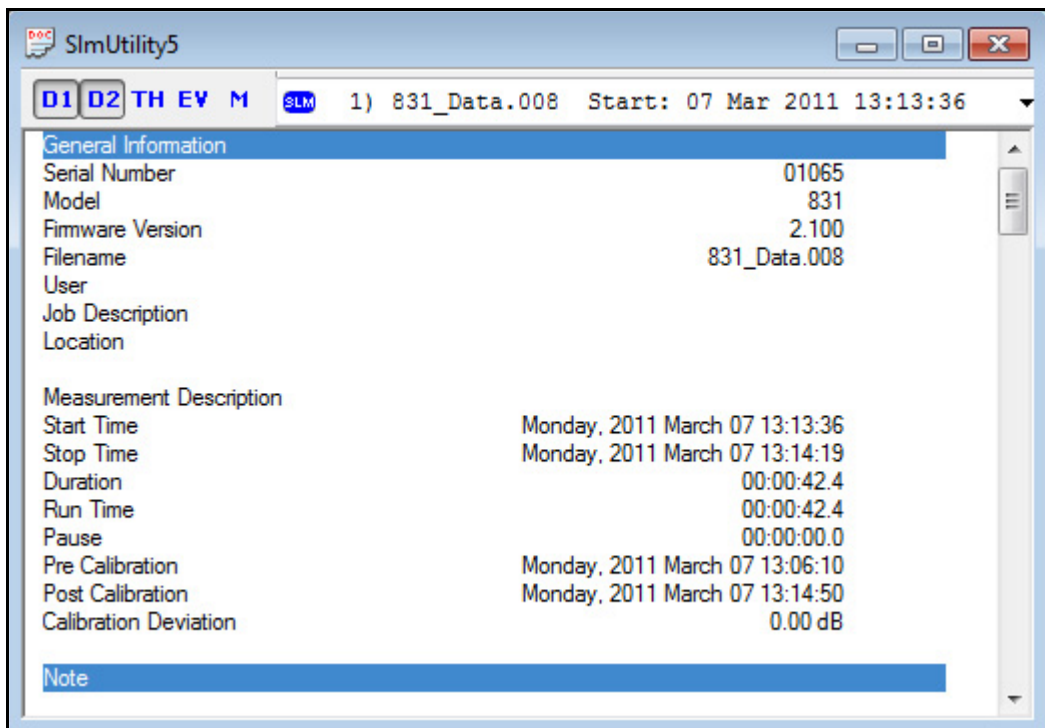 DOC SlmUtility5
D1 D2 TH EV M SLM 1) 831_Data.008 Start: 07 Mar 2011 13:13:36
General Information
Serial Number 01065
Model 831
Firmware Version 2.100
Filename 831_Data.008
User
Job Description
Location
Measurement Description
Start Time Monday, 2011 March 07 13:13:36
Stop Time Monday, 2011 March 07 13:14:19
Duration 00:00:42.4
Run Time 00:00:42.4
Pause 00:00:00.0
Pre Calibration Monday, 2011 March 07 13:06:10
Post Calibration Monday, 2011 March 07 13:14:50
Calibration Deviation 0.00 dB
Note